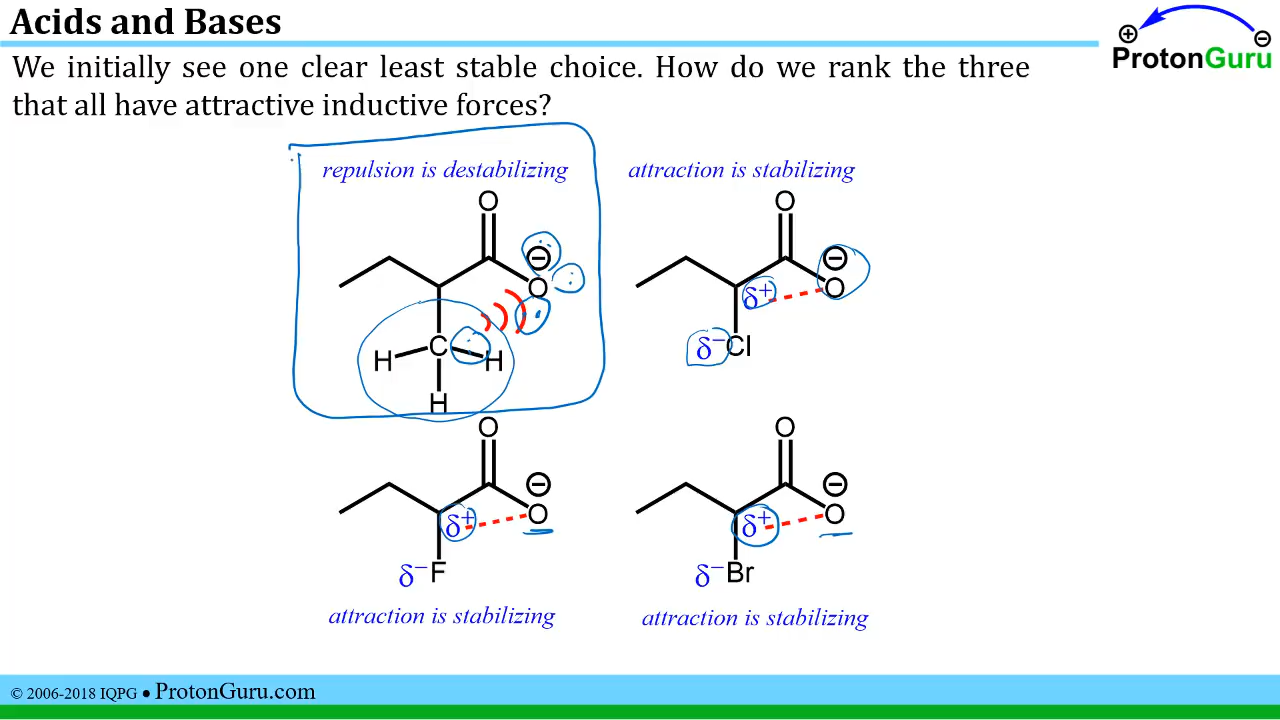 Acids and Bases
⊕ ⊖
ProtonGuru
We initially see one clear least stable choice. How do we rank the three
that all have attractive inductive forces?
repulsion is destabilizing
attraction is stabilizing
O
O
⊖
⊖
O
δ+
O
C
H
H
H
δ−Cl
O
O
⊖
⊖
δ+
O
δ+
O
δ−F
δ−Br
attraction is stabilizing
attraction is stabilizing
© 2006-2018 IQPG ● ProtonGuru.com